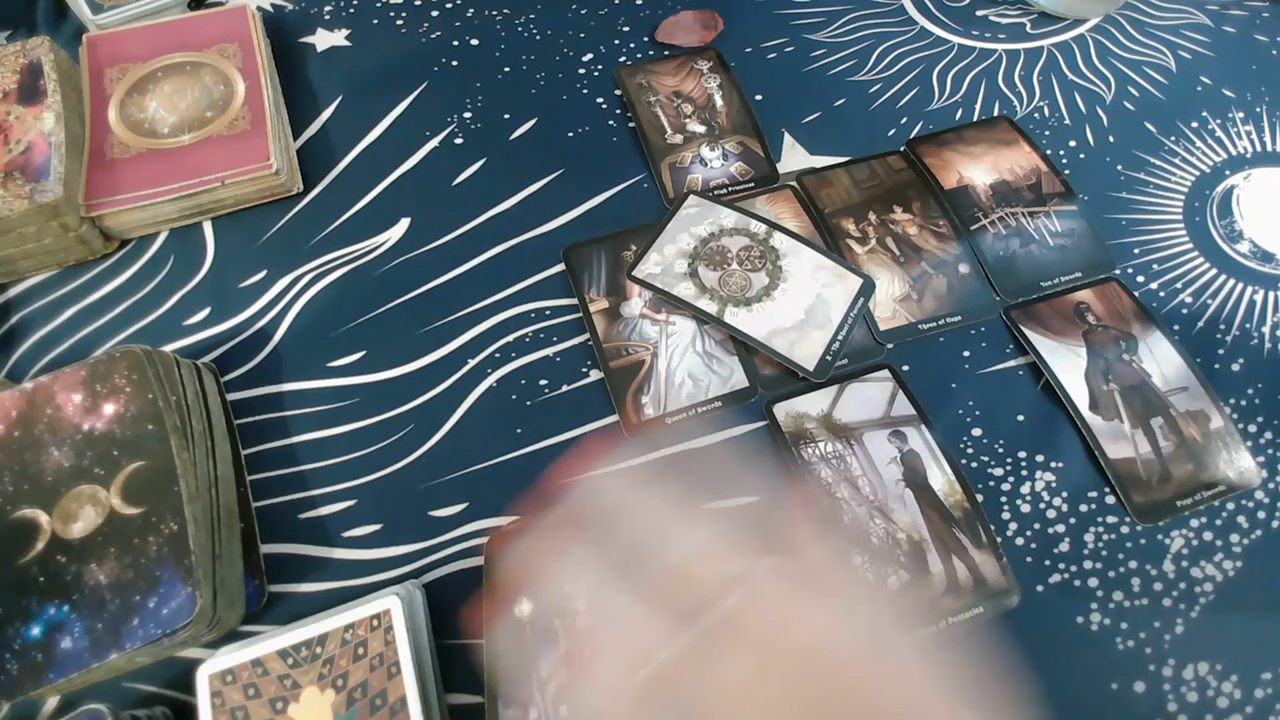 High Priestess
Ten of Swords
Three of Cups
X • The Wheel of Fortune
Queen of Swords
Page of Swords
of Pentacles